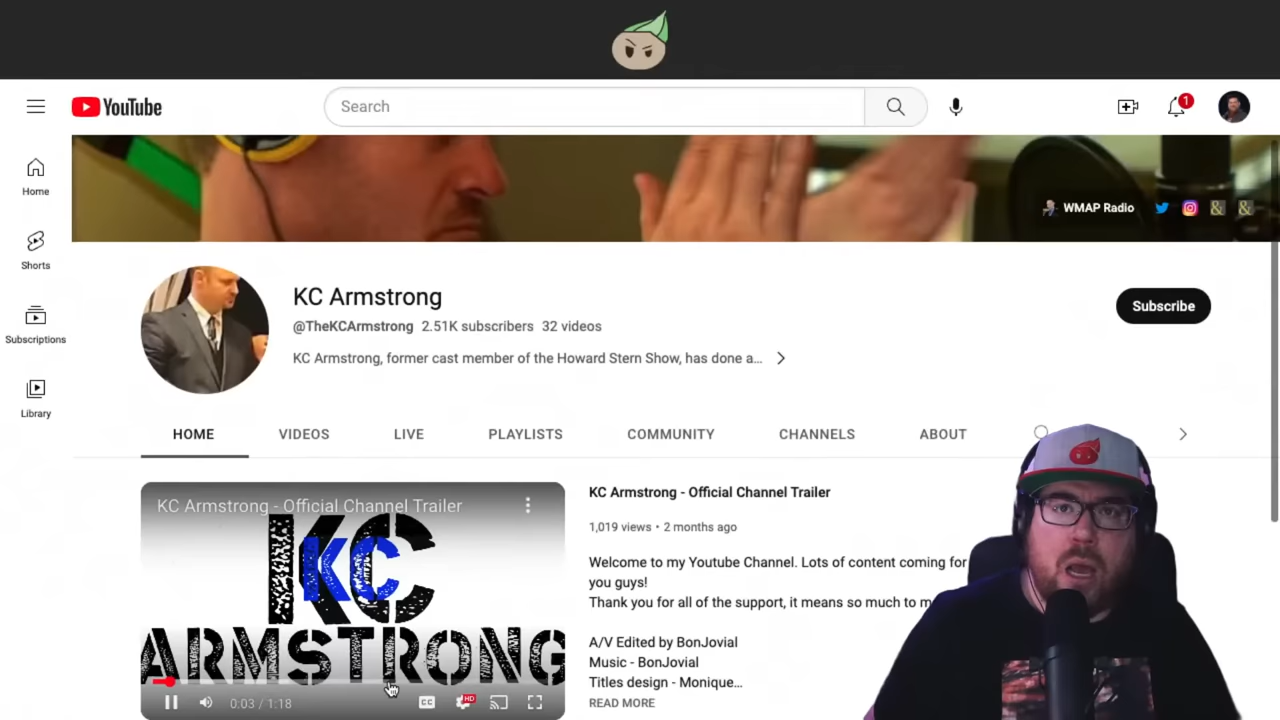 YouTube
Search
1
Home
Shorts
Subscriptions
Library
WMAP Radio
KC Armstrong
@TheKCArmstrong 2.51K subscribers 32 videos
KC Armstrong, former cast member of the Howard Stern Show, has done a...
Subscribe
HOME
VIDEOS
LIVE
PLAYLISTS
COMMUNITY
CHANNELS
ABOUT
KC Armstrong - Official Channel Trailer
KC
KC
ARMSTRONG
0:03 / 1:18
CC
HD
KC Armstrong - Official Channel Trailer
1,019 views • 2 months ago
Welcome to my Youtube Channel. Lots of content coming for
you guys!
Thank you for all of the support, it means so much to
A/V Edited by BonJovial
Music - BonJovial
Titles design - Monique...
READ MORE